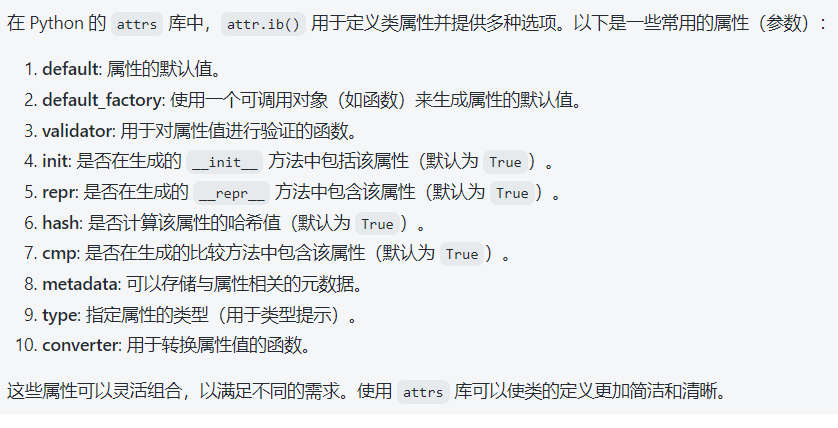 在 Python 的 attrs 库中，attr.ib() 用于定义类属性并提供多种选项。以下是一些常用的属性（参数）：
1. default: 属性的默认值。
2. default_factory: 使用一个可调用对象（如函数）来生成属性的默认值。
3. validator: 用于对属性值进行验证的函数。
4. init: 是否在生成的 __init__ 方法中包括该属性（默认为 True）。
5. repr: 是否在生成的 __repr__ 方法中包含该属性（默认为 True）。
6. hash: 是否计算该属性的哈希值（默认为 True）。
7. cmp: 是否在生成的比较方法中包含该属性（默认为 True）。
8. metadata: 可以存储与属性相关的元数据。
9. type: 指定属性的类型（用于类型提示）。
10. converter: 用于转换属性值的函数。
这些属性可以灵活组合，以满足不同的需求。使用 attrs 库可以使类的定义更加简洁和清晰。